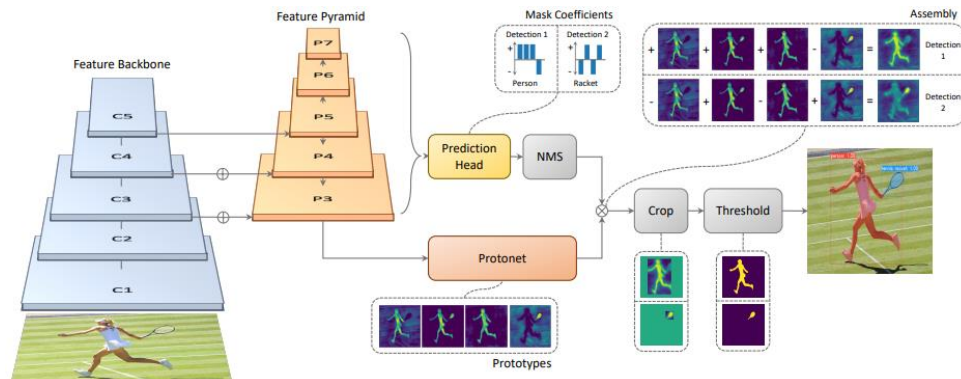 Feature Backbone
C5
C4
C3
C2
C1
Feature Pyramid
P7
P6
P5
P4
P3
Mask Coefficients
Detection 1
+
-
Person
Detection 2
+
-
Racket
Prediction
Head
NMS
Protonet
Prototypes
Assembly
+ + + - = Detection
1
- + - + = Detection
2
Crop
Threshold